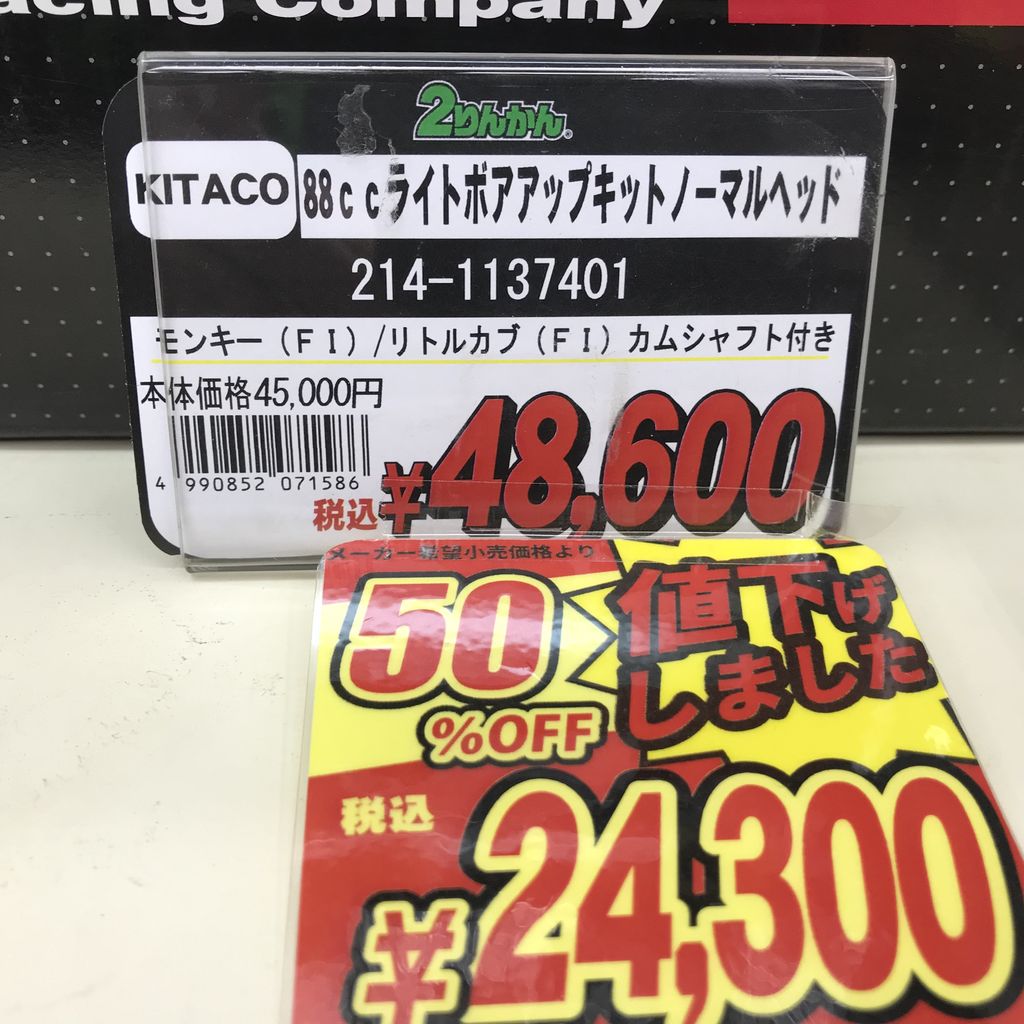 acing Company
2りんかん®
KITACO 88ccライトボアアップキットノーマルヘッド
214-1137401
モンキー（FI）/リトルカブ（FI）カムシャフト付き
本体価格45,000円
4 990852 071586
税込¥48,600
メーカー希望小売価格より
50
%OFF
値下げ
しました
税込
¥24,300